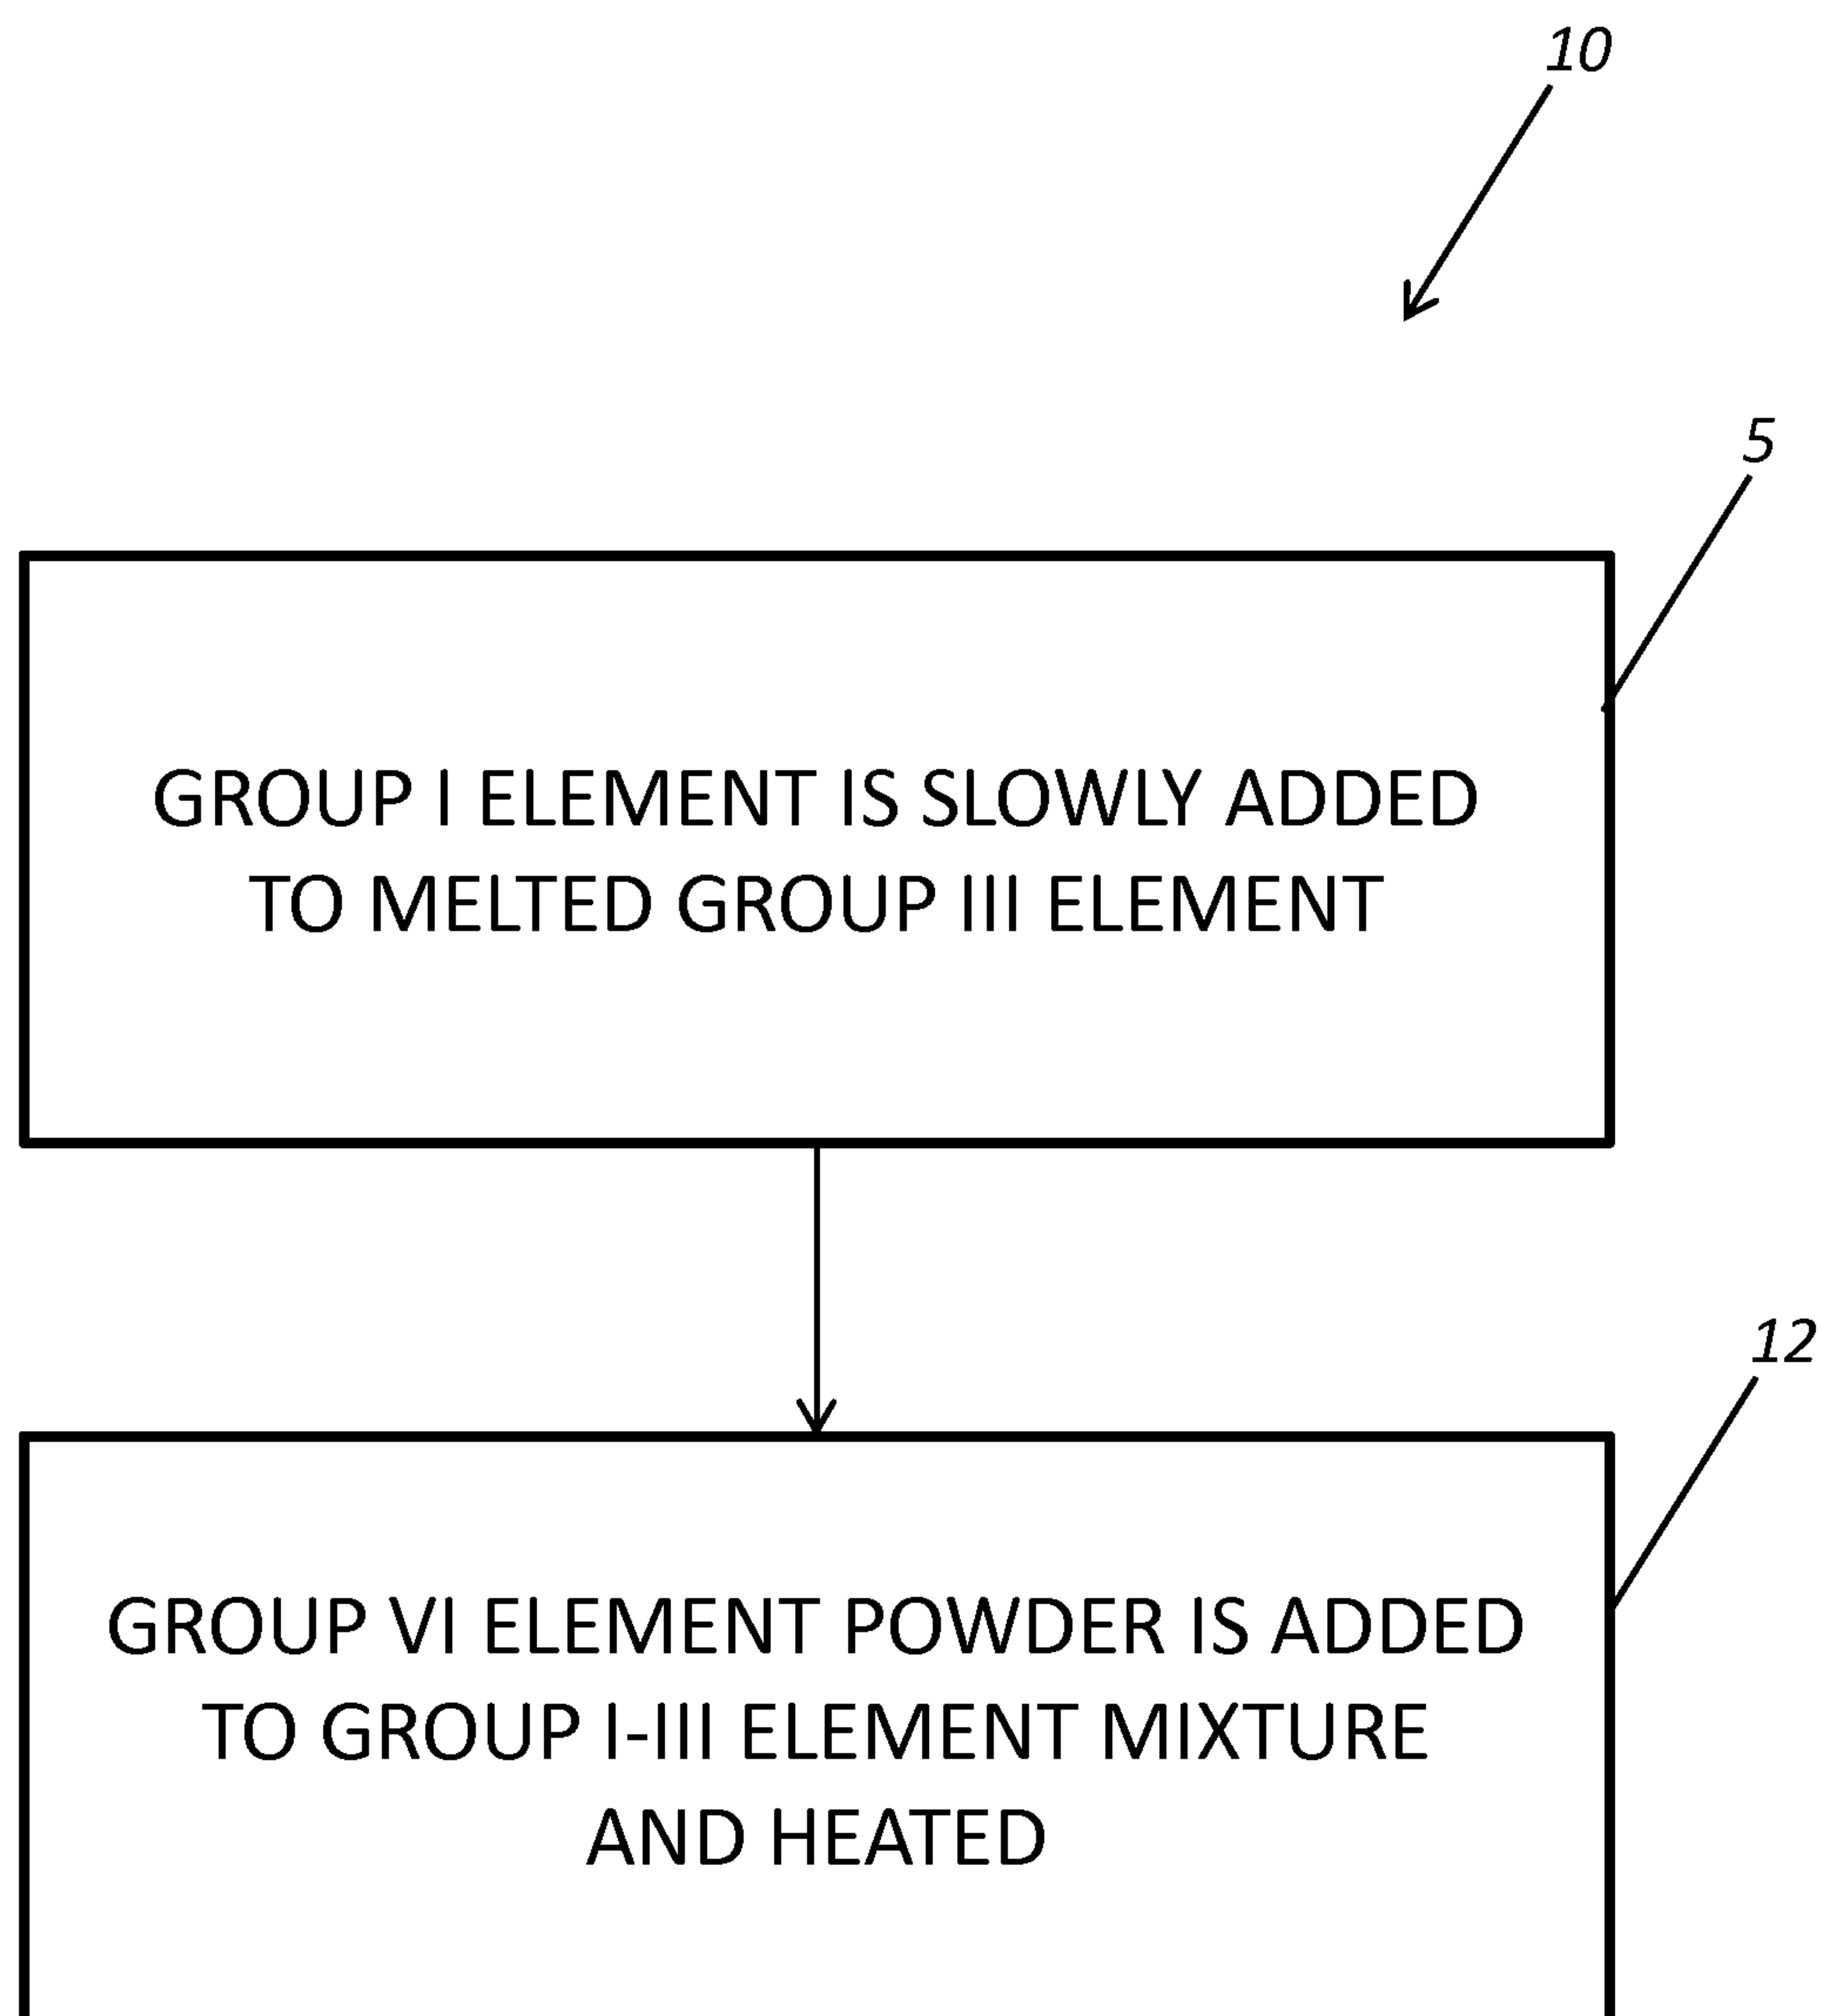 10
5
GROUP I ELEMENT IS SLOWLY ADDED
TO MELTED GROUP III ELEMENT
12
GROUP VI ELEMENT POWDER IS ADDED
TO GROUP I-III ELEMENT MIXTURE
AND HEATED